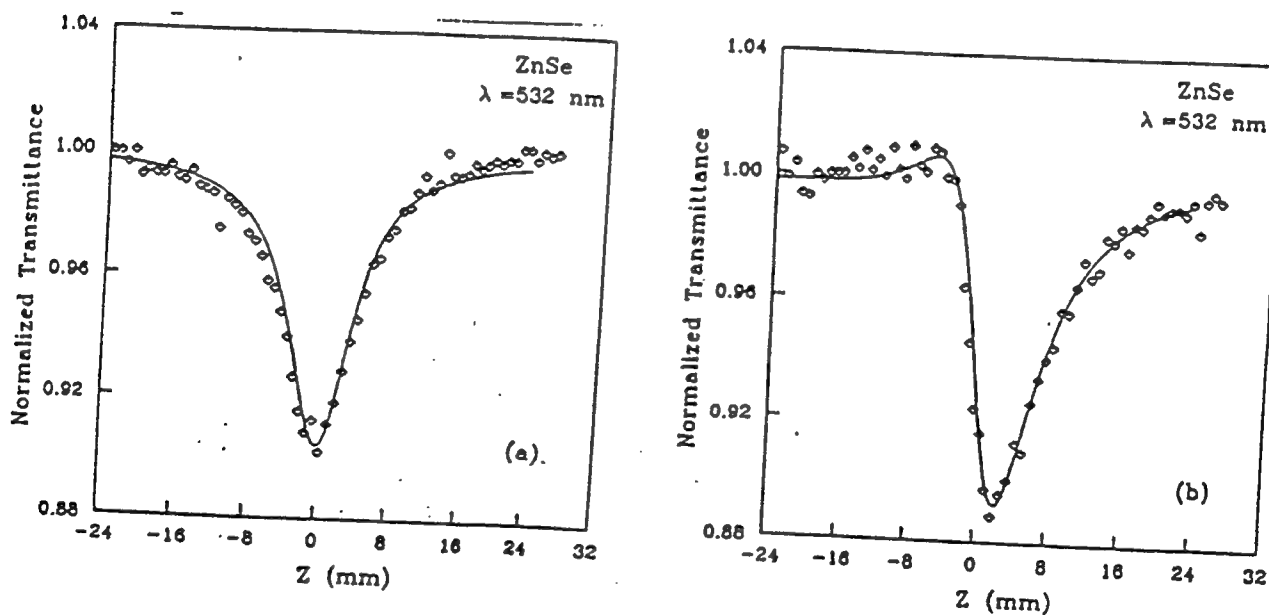 1.04
1.00
0.96
0.92
0.88
Normalized Transmittance
ZnSe
λ =532 nm
(a).
-24 -16 -8 0 8 16 24 32
Z (mm)
1.04
1.00
0.96
0.92
0.88
Normalized Transmittance
ZnSe
λ =532 nm
(b)
-24 -16 -8 0 8 16 24 32
Z (mm)